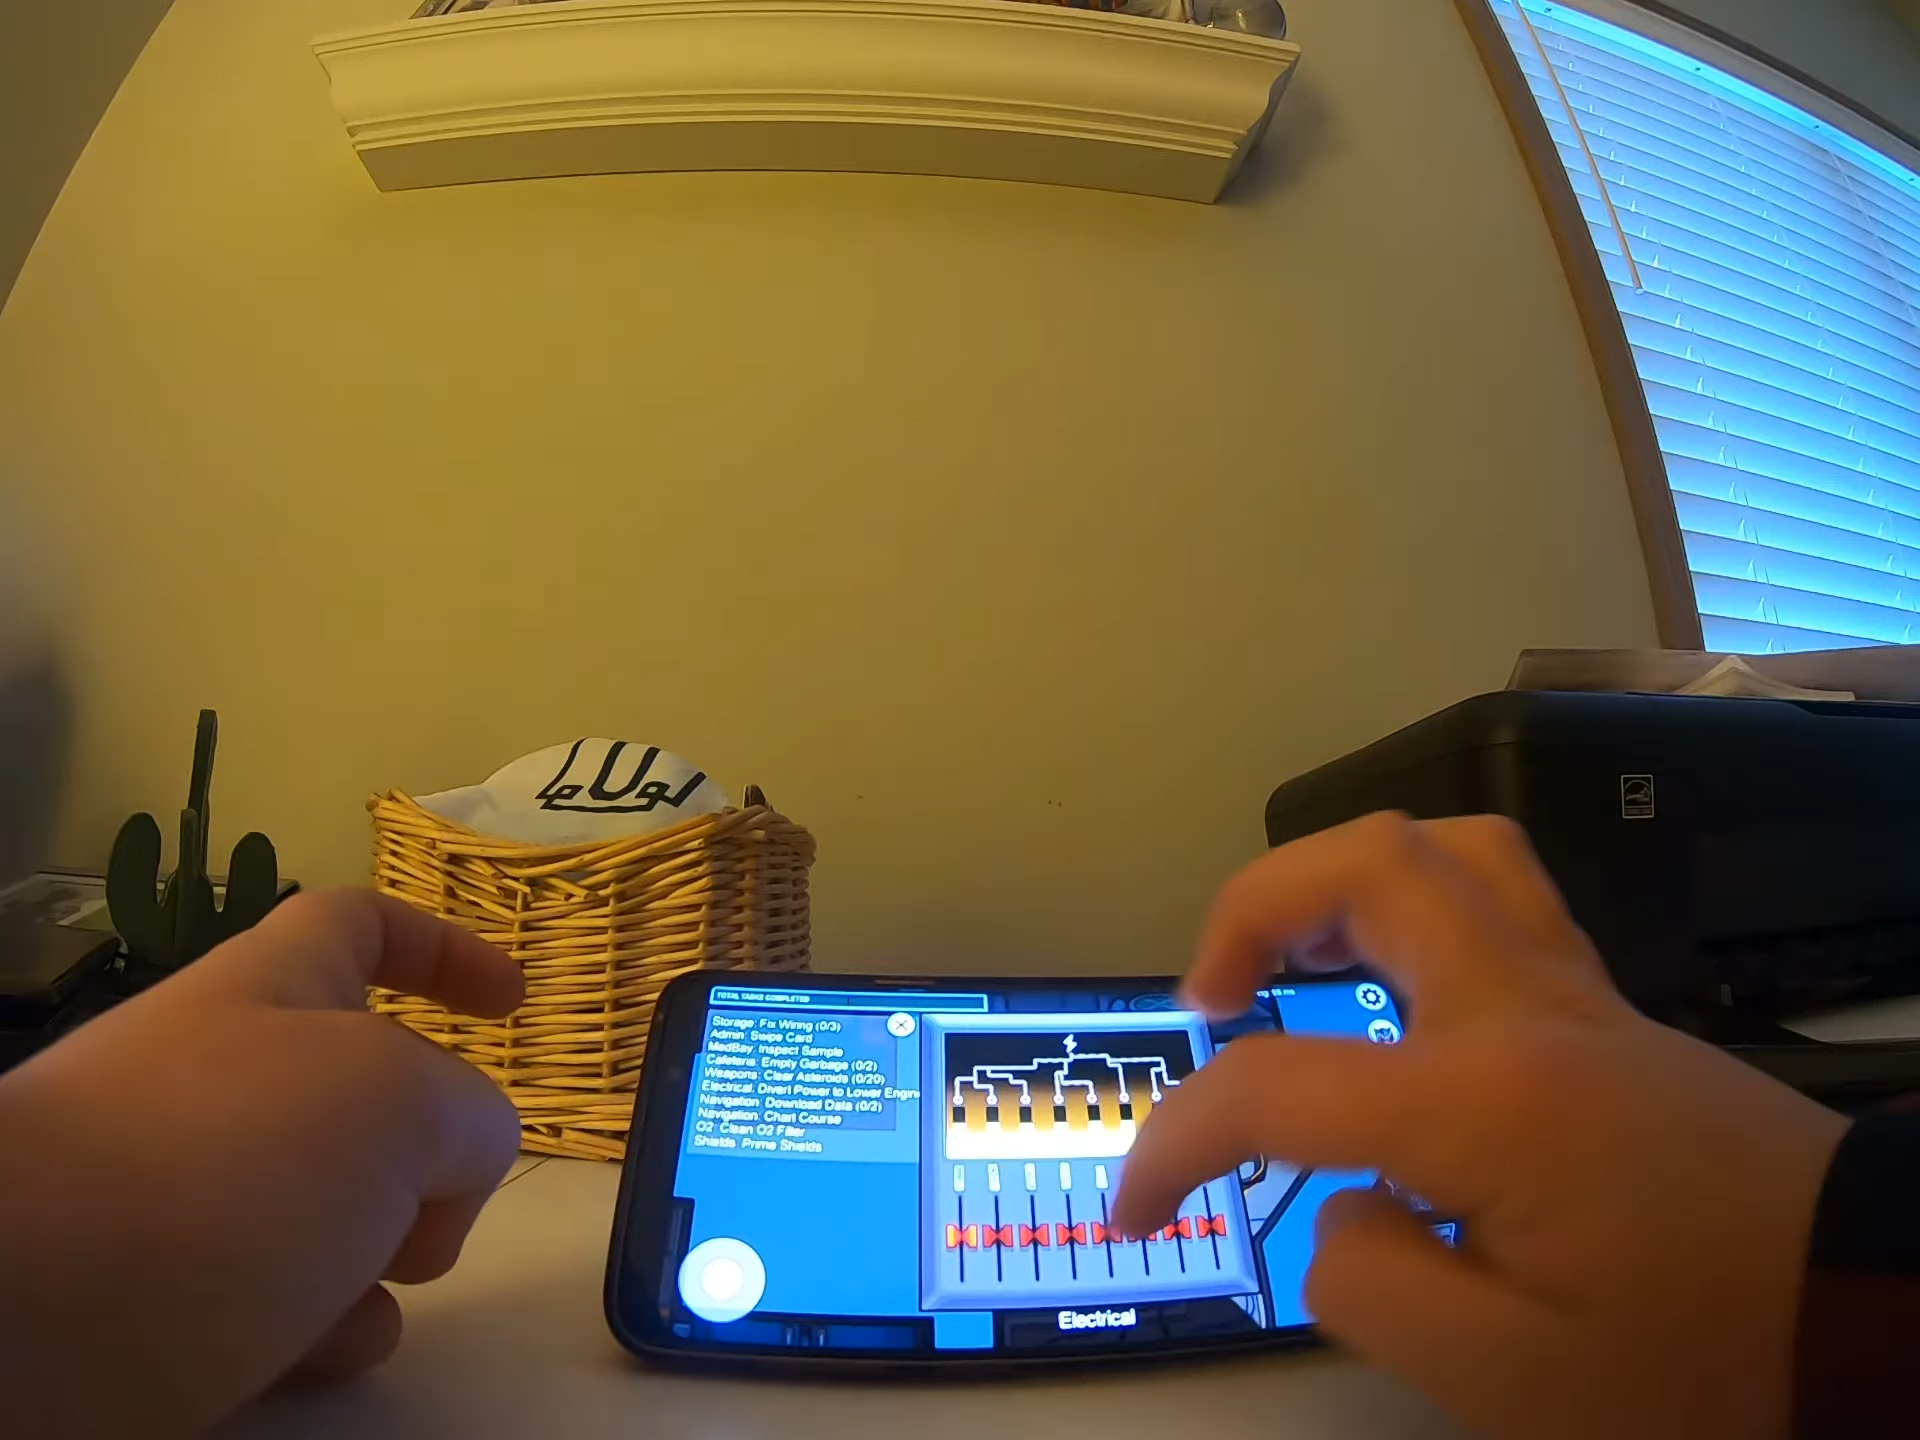 TOTAL TASKS COMPLETED
Storage: Fix Wiring (0/3)
Admin: Swipe Card
MedBay: Inspect Sample
Cafeteria: Empty Garbage (0/2)
Weapons: Clear Asteroids (0/20)
Electrical: Divert Power to Lower Engin
Navigation: Download Data (0/2)
Navigation: Chart Course
O2: Clean O2 Filter
Shields: Prime Shields
Electrical